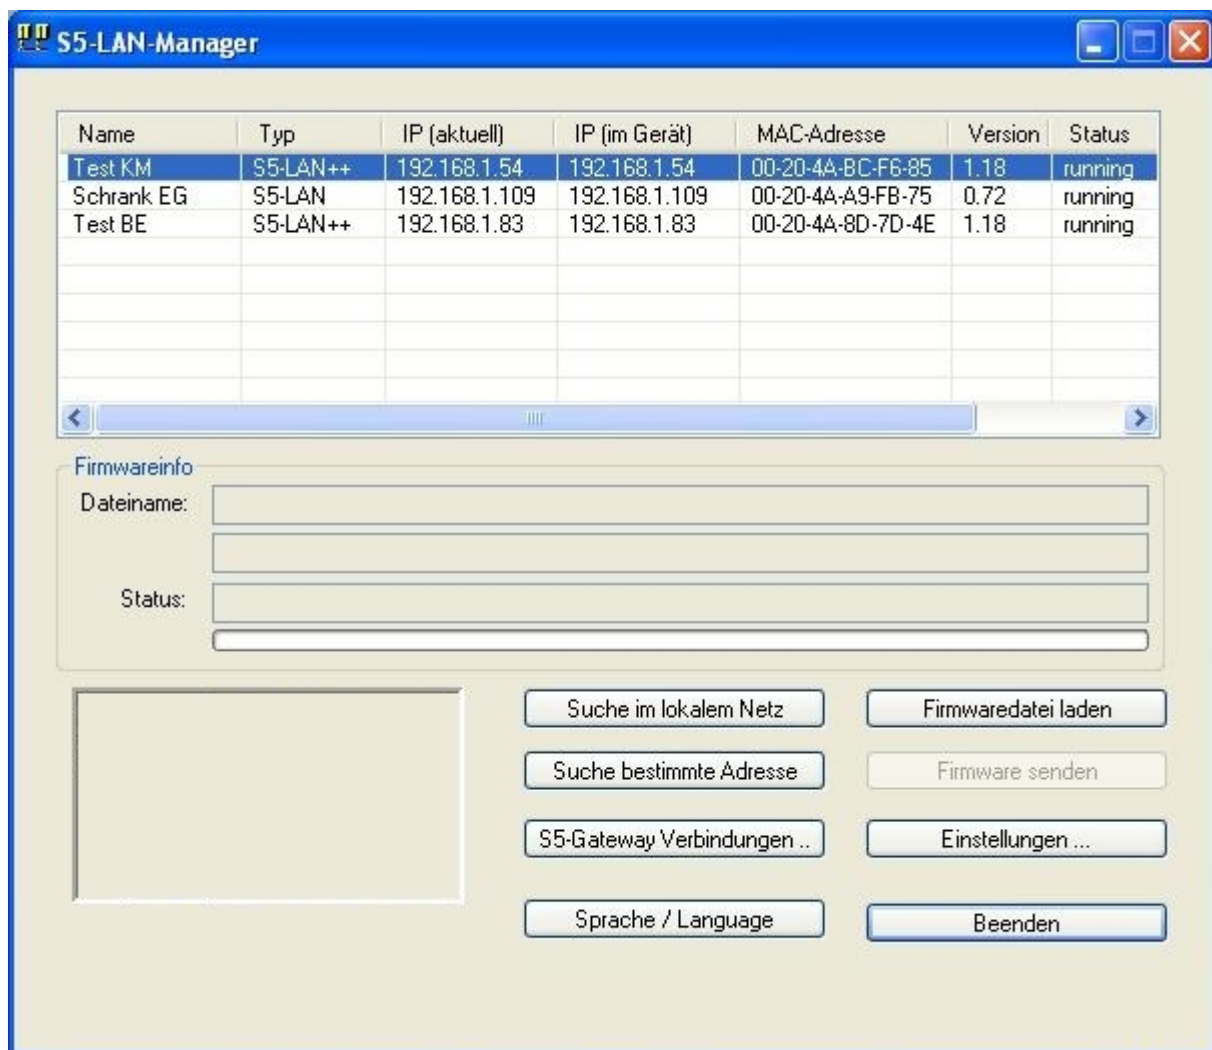 S5-LAN-Manager
Name Typ IP (aktuell) IP (im Gerät) MAC-Adresse Version Status
Test KM S5-LAN++ 192.168.1.54 192.168.1.54 00-20-4A-BC-F6-85 1.18 running
Schrank EG S5-LAN 192.168.1.109 192.168.1.109 00-20-4A-A9-FB-75 0.72 running
Test BE S5-LAN++ 192.168.1.83 192.168.1.83 00-20-4A-8D-7D-4E 1.18 running
Firmwareinfo
Dateiname:
Status:
Suche im lokalem Netz Firmwaredatei laden
Suche bestimmte Adresse Firmware senden
S5-Gateway Verbindungen .. Einstellungen ...
Sprache / Language Beenden